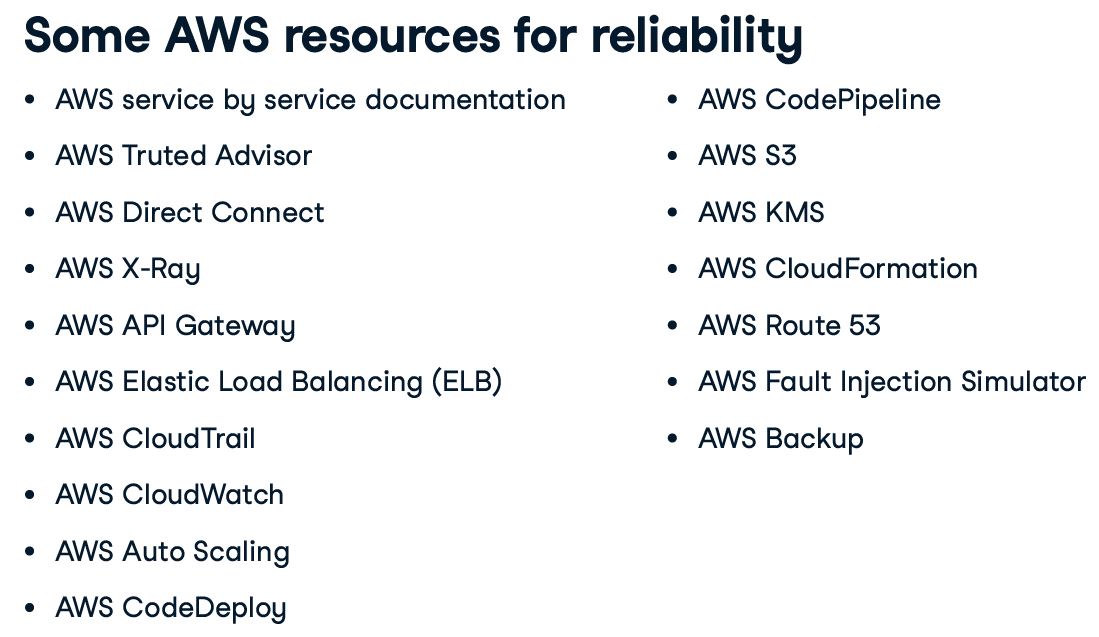 Some AWS resources for reliability
• AWS service by service documentation
• AWS Truted Advisor
• AWS Direct Connect
• AWS X-Ray
• AWS API Gateway
• AWS Elastic Load Balancing (ELB)
• AWS CloudTrail
• AWS CloudWatch
• AWS Auto Scaling
• AWS CodeDeploy
• AWS CodePipeline
• AWS S3
• AWS KMS
• AWS CloudFormation
• AWS Route 53
• AWS Fault Injection Simulator
• AWS Backup